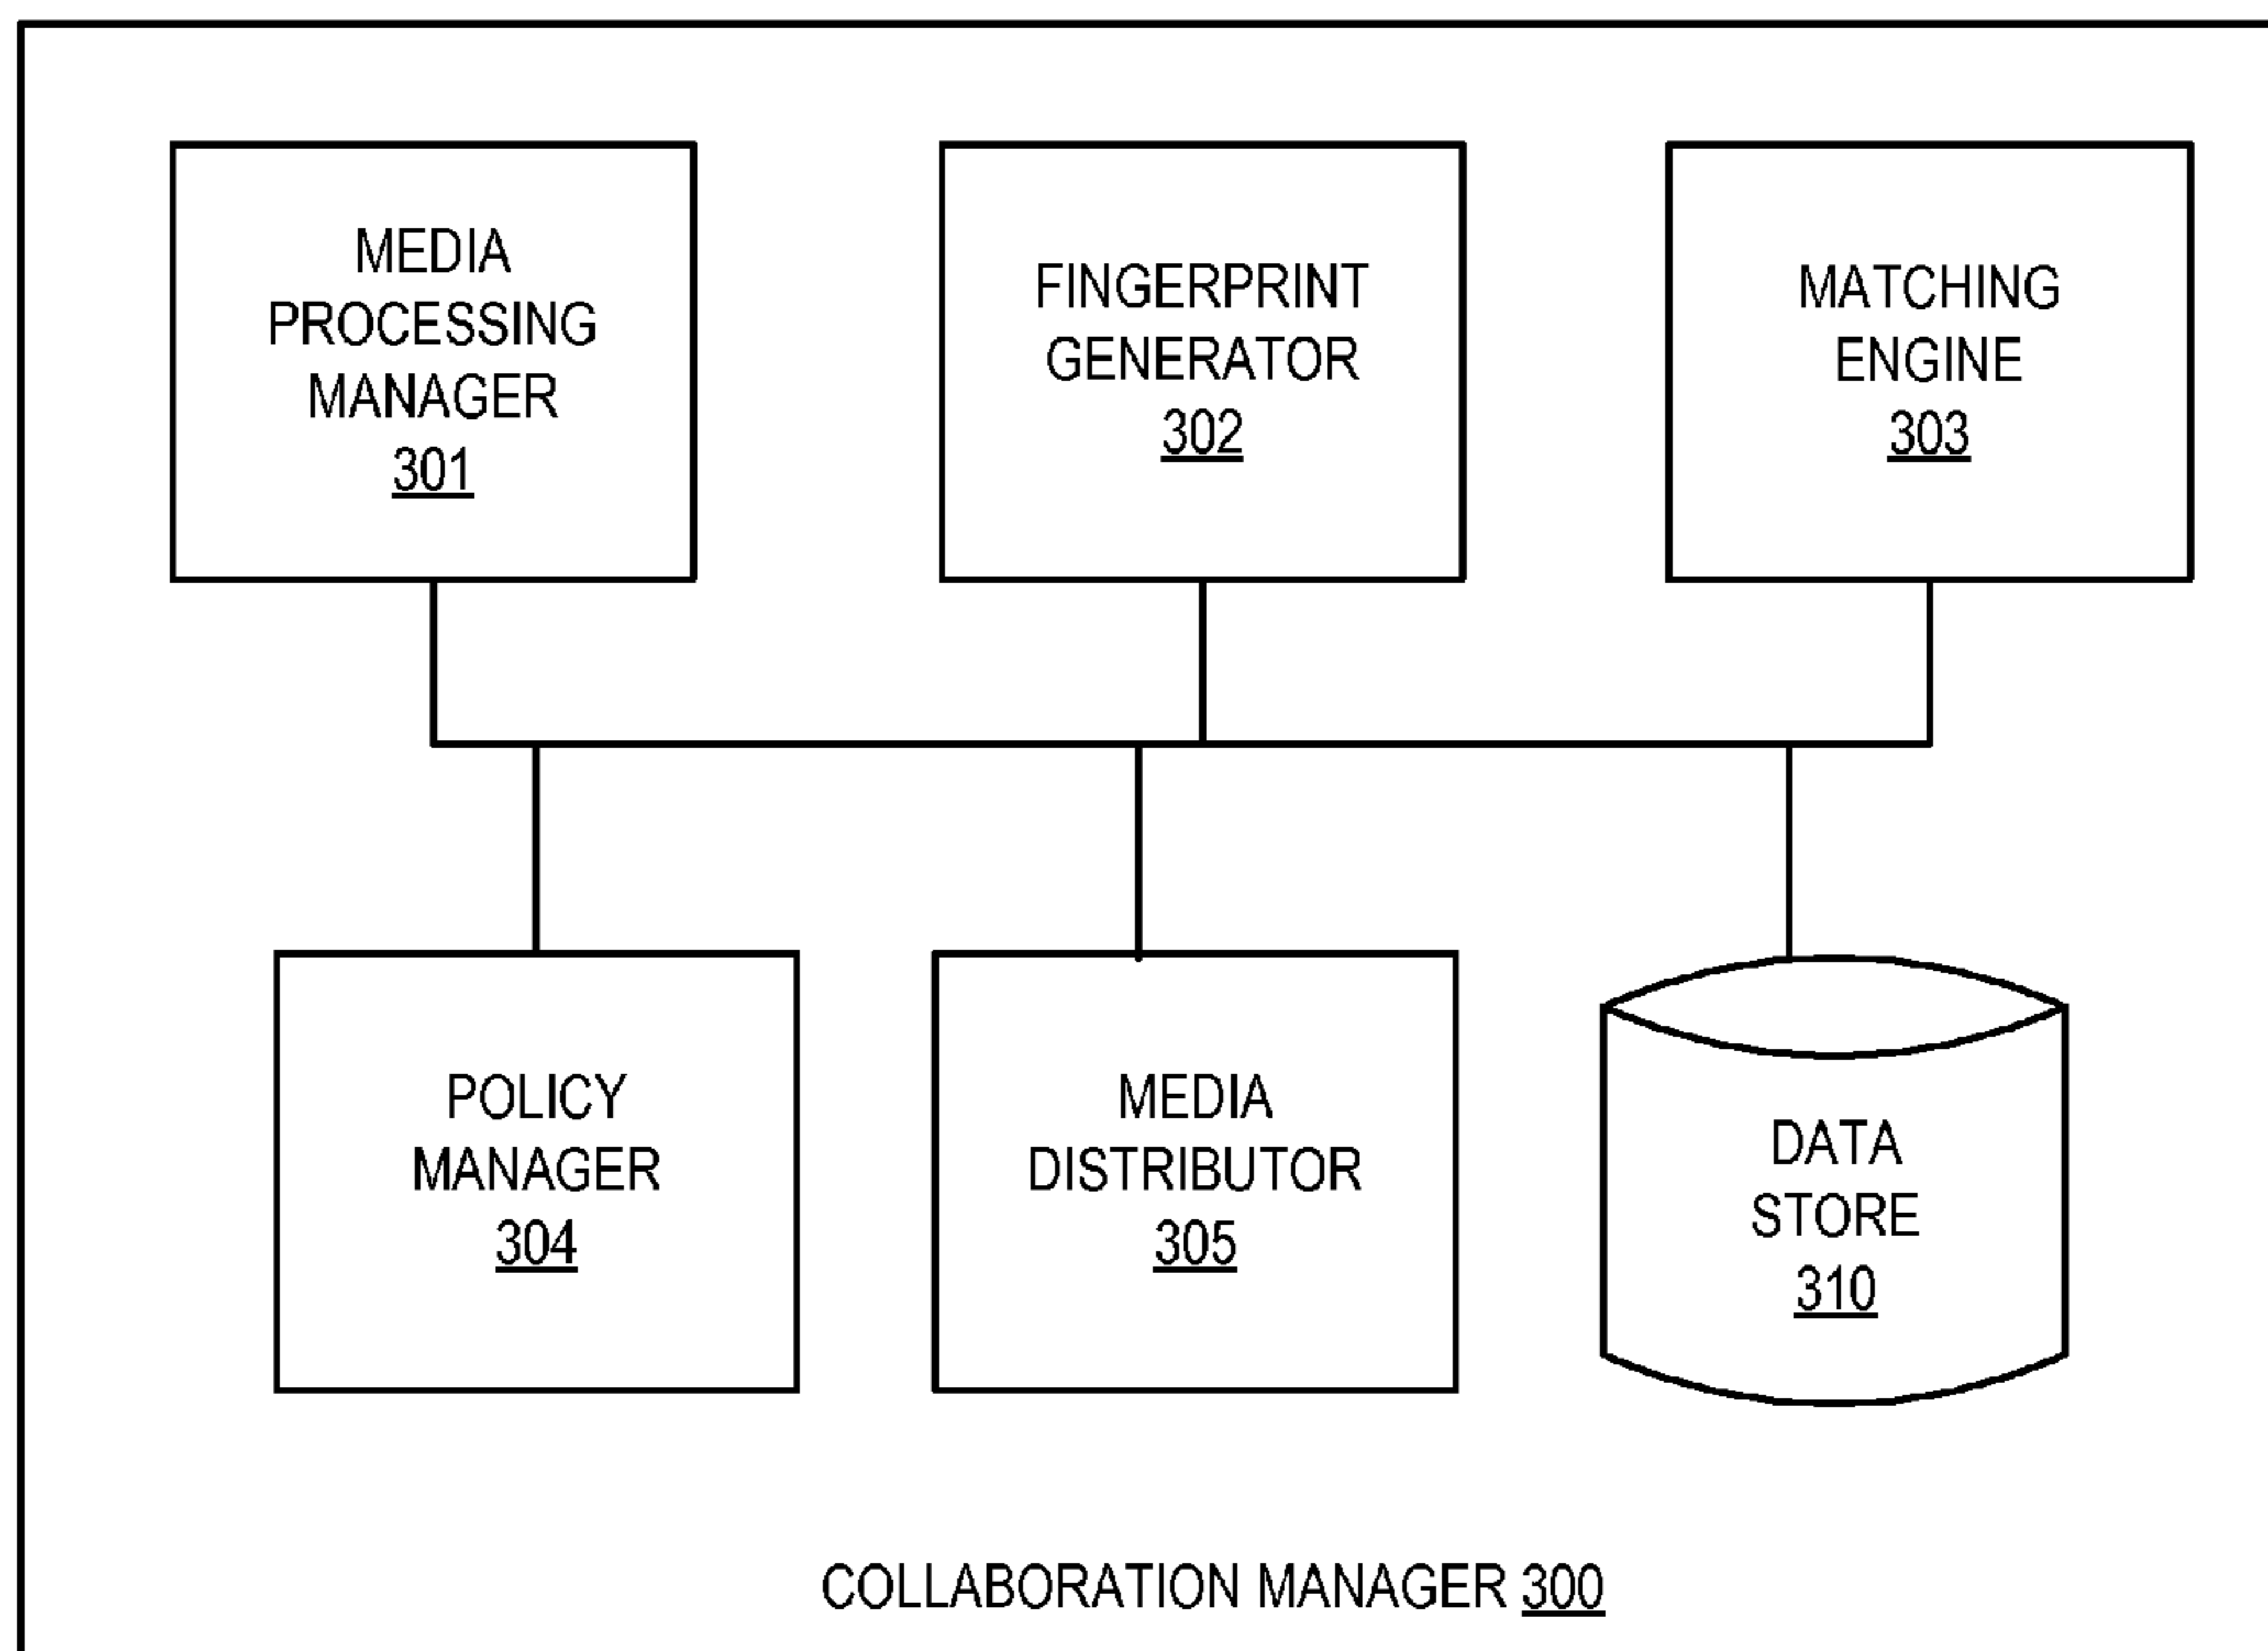 MEDIA
PROCESSING
MANAGER
301
FINGERPRINT
GENERATOR
302
MATCHING
ENGINE
303
POLICY
MANAGER
304
MEDIA
DISTRIBUTOR
305
DATA
STORE
310
COLLABORATION MANAGER 300